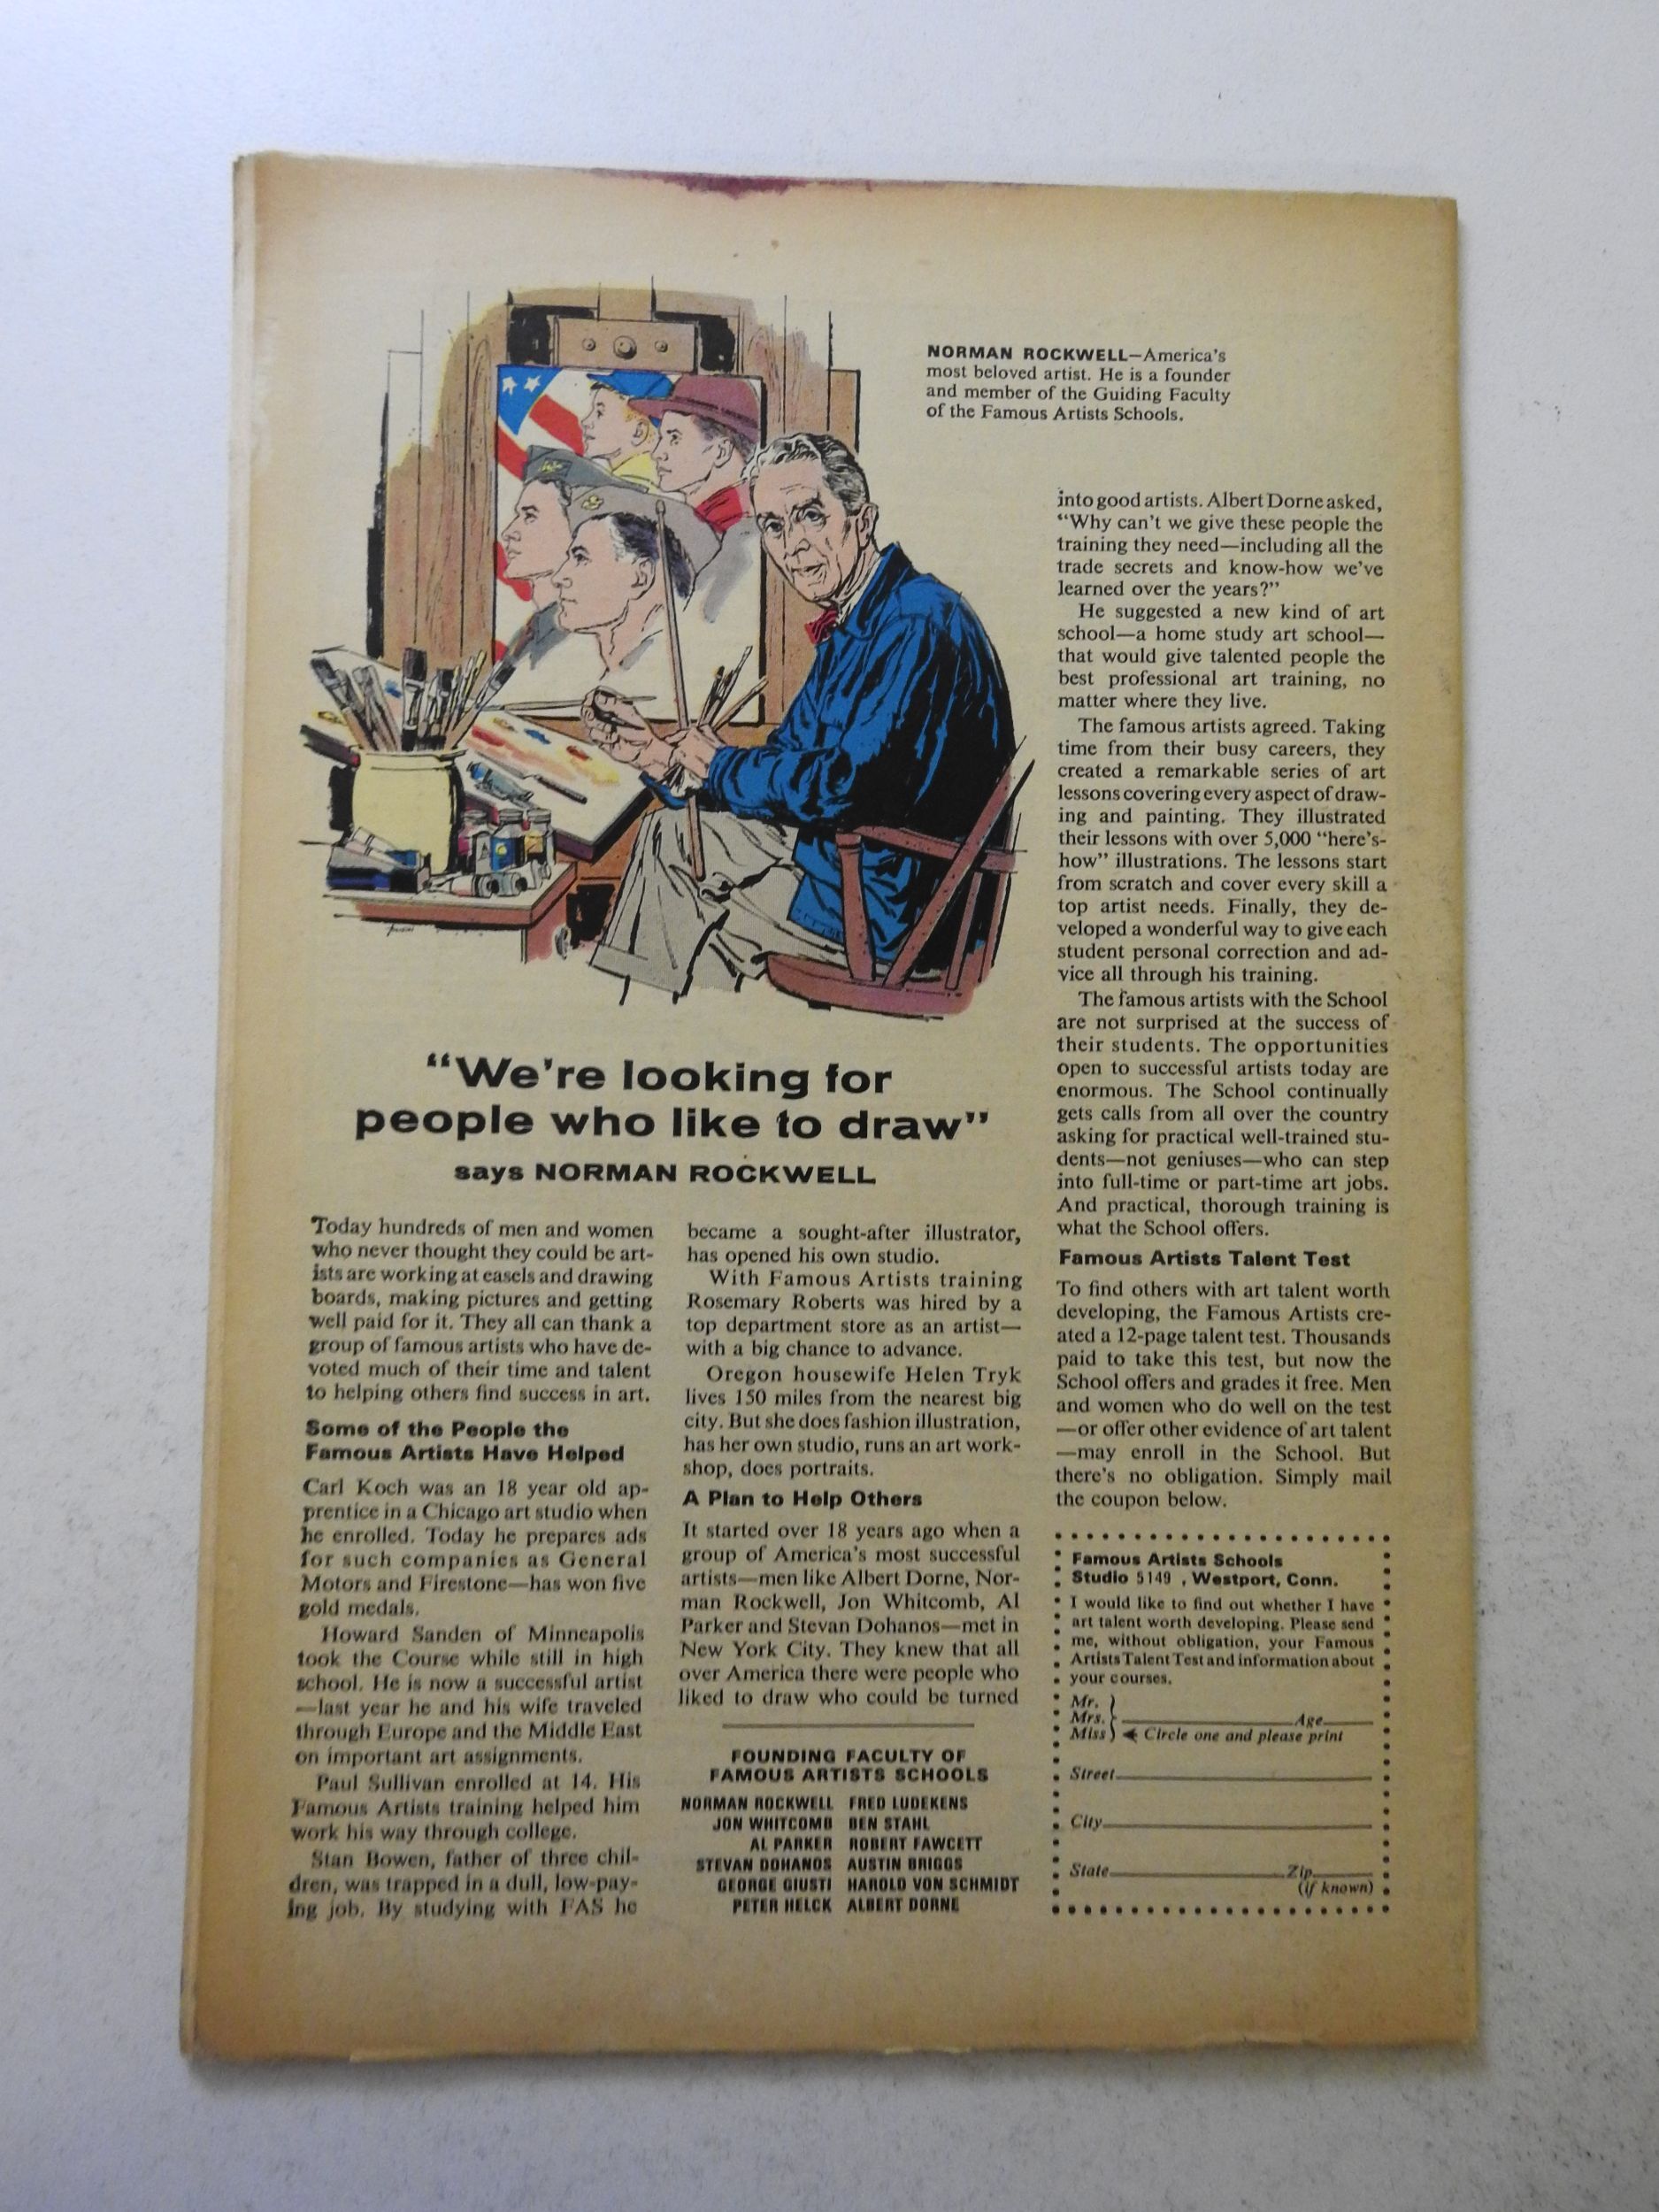 NORMAN ROCKWELL—America's
most beloved artist. He is a founder
and member of the Guiding Faculty
of the Famous Artists Schools.
"We're looking for
people who like to draw"
says NORMAN ROCKWELL
Today hundreds of men and women
who never thought they could be art-
ists are working at easels and drawing
boards, making pictures and getting
well paid for it. They all can thank a
group of famous artists who have de-
voted much of their time and talent
to helping others find success in art.
Some of the People the
Famous Artists Have Helped
Carl Koch was an 18 year old ap-
prentice in a Chicago art studio when
he enrolled. Today he prepares ads
for such companies as General
Motors and Firestone—has won five
gold medals.
Howard Sanden of Minneapolis
took the Course while still in high
school. He is now a successful artist
—last year he and his wife traveled
through Europe and the Middle East
on important art assignments.
Paul Sullivan enrolled at 14. His
Famous Artists training helped him
work his way through college.
Stan Bowen, father of three chil-
dren, was trapped in a dull, low-pay-
ing job. By studying with FAS he
became a sought-after illustrator,
has opened his own studio.
With Famous Artists training
Rosemary Roberts was hired by a
top department store as an artist—
with a big chance to advance.
Oregon housewife Helen Tryk
lives 150 miles from the nearest big
city. But she does fashion illustration,
has her own studio, runs an art work-
shop, does portraits.
A Plan to Help Others
It started over 18 years ago when a
group of America's most successful
artists—men like Albert Dorne, Nor-
man Rockwell, Jon Whitcomb, Al
Parker and Stevan Dohanos—met in
New York City. They knew that all
over America there were people who
liked to draw who could be turned
FOUNDING FACULTY OF
FAMOUS ARTISTS SCHOOLS
NORMAN ROCKWELL FRED LUDEKENS
JON WHITCOMB BEN STAHL
AL PARKER ROBERT FAWCETT
STEVAN DOHANOS AUSTIN BRIGGS
GEORGE GIUSTI HAROLD VON SCHMIDT
PETER HELCK ALBERT DORNE
into good artists. Albert Dorne asked,
"Why can't we give these people the
training they need—including all the
trade secrets and know-how we've
learned over the years?"
He suggested a new kind of art
school—a home study art school—
that would give talented people the
best professional art training, no
matter where they live.
The famous artists agreed. Taking
time from their busy careers, they
created a remarkable series of art
lessons covering every aspect of draw-
ing and painting. They illustrated
their lessons with over 5,000 "here's-
how" illustrations. The lessons start
from scratch and cover every skill a
top artist needs. Finally, they de-
veloped a wonderful way to give each
student personal correction and ad-
vice all through his training.
The famous artists with the School
are not surprised at the success of
their students. The opportunities
open to successful artists today are
enormous. The School continually
gets calls from all over the country
asking for practical well-trained stu-
dents—not geniuses—who can step
into full-time or part-time art jobs.
And practical, thorough training is
what the School offers.
Famous Artists Talent Test
To find others with art talent worth
developing, the Famous Artists cre-
ated a 12-page talent test. Thousands
paid to take this test, but now the
School offers and grades it free. Men
and women who do well on the test
—or offer other evidence of art talent
—may enroll in the School. But
there's no obligation. Simply mail
the coupon below.
Famous Artists Schools
Studio 5149 , Westport, Conn.
I would like to find out whether I have
art talent worth developing. Please send
me, without obligation, your Famous
Artists Talent Test and information about
your courses.
Mr.
Mrs. Age
Miss Circle one and please print
Street
City
State Zip
(if known)